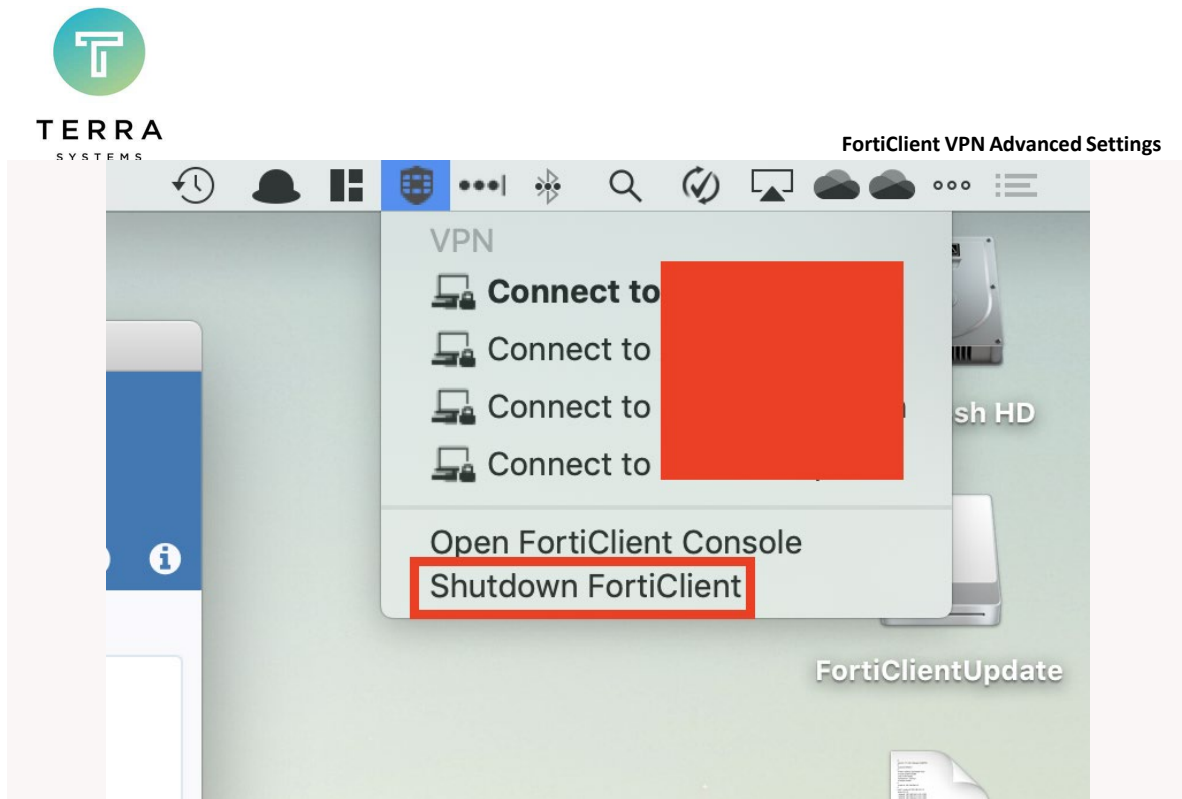 TERRA
SYSTEMS
FortiClient VPN Advanced Settings
VPN
Connect to
Connect to
Connect to
sh HD
Connect to
Open FortiClient Console
Shutdown FortiClient
FortiClientUpdate